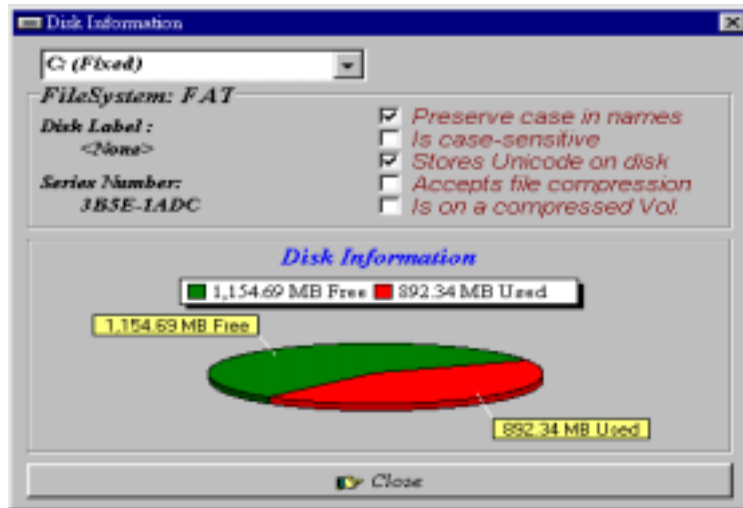 Disk Information
C: (Fixed)
FileSystem: FAT
Disk Label :
<None>
Series Number:
3B5E-1ADC
Preserve case in names
Is case-sensitive
Stores Unicode on disk
Accepts file compression
Is on a compressed Vol.
Disk Information
1,154.69 MB Free 892.34 MB Used
1,154.69 MB Free
892.34 MB Used
Close